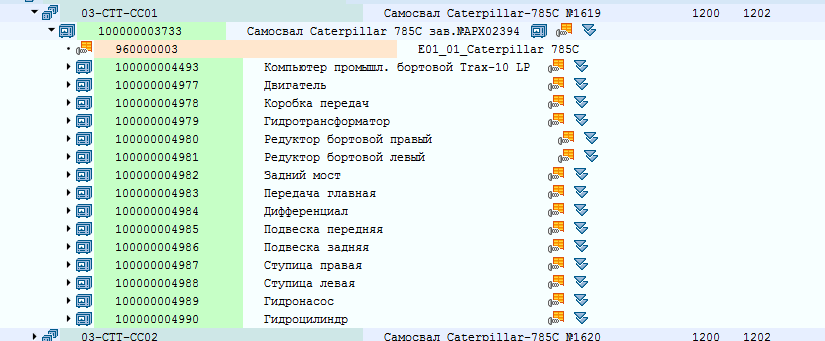 03-СТТ-СС01 Самосвал Caterpillar-785C №1619 1200 1202
100000003733 Самосвал Caterpillar 785C зав.№APX02394
960000003 E01_01_Caterpillar 785C
100000004493 Компьютер промышл. бортовой Trax-10 LP
100000004977 Двигатель
100000004978 Коробка передач
100000004979 Гидротрансформатор
100000004980 Редуктор бортовой правый
100000004981 Редуктор бортовой левый
100000004982 Задний мост
100000004983 Передача главная
100000004984 Дифференциал
100000004985 Подвеска передняя
100000004986 Подвеска задняя
100000004987 Ступица правая
100000004988 Ступица левая
100000004989 Гидронасос
100000004990 Гидроцилиндр
03-СТТ-СС02 Самосвал Caterpillar-785C №1620 1200 1202